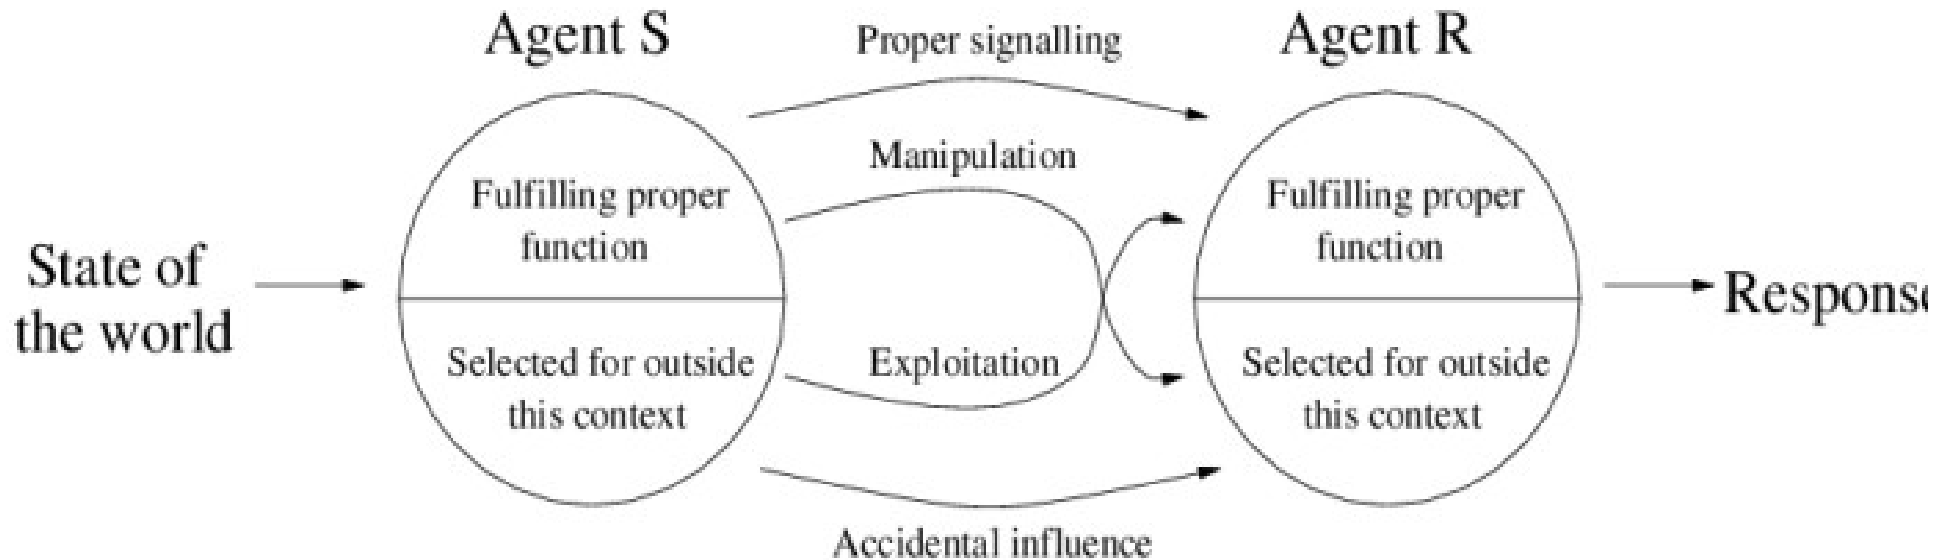 Agent S
Proper signalling
Agent R
Manipulation
Fulfilling proper
function
Fulfilling proper
function
State of
the world
Respons
Exploitation
Selected for outside
this context
Selected for outside
this context
Accidental influence